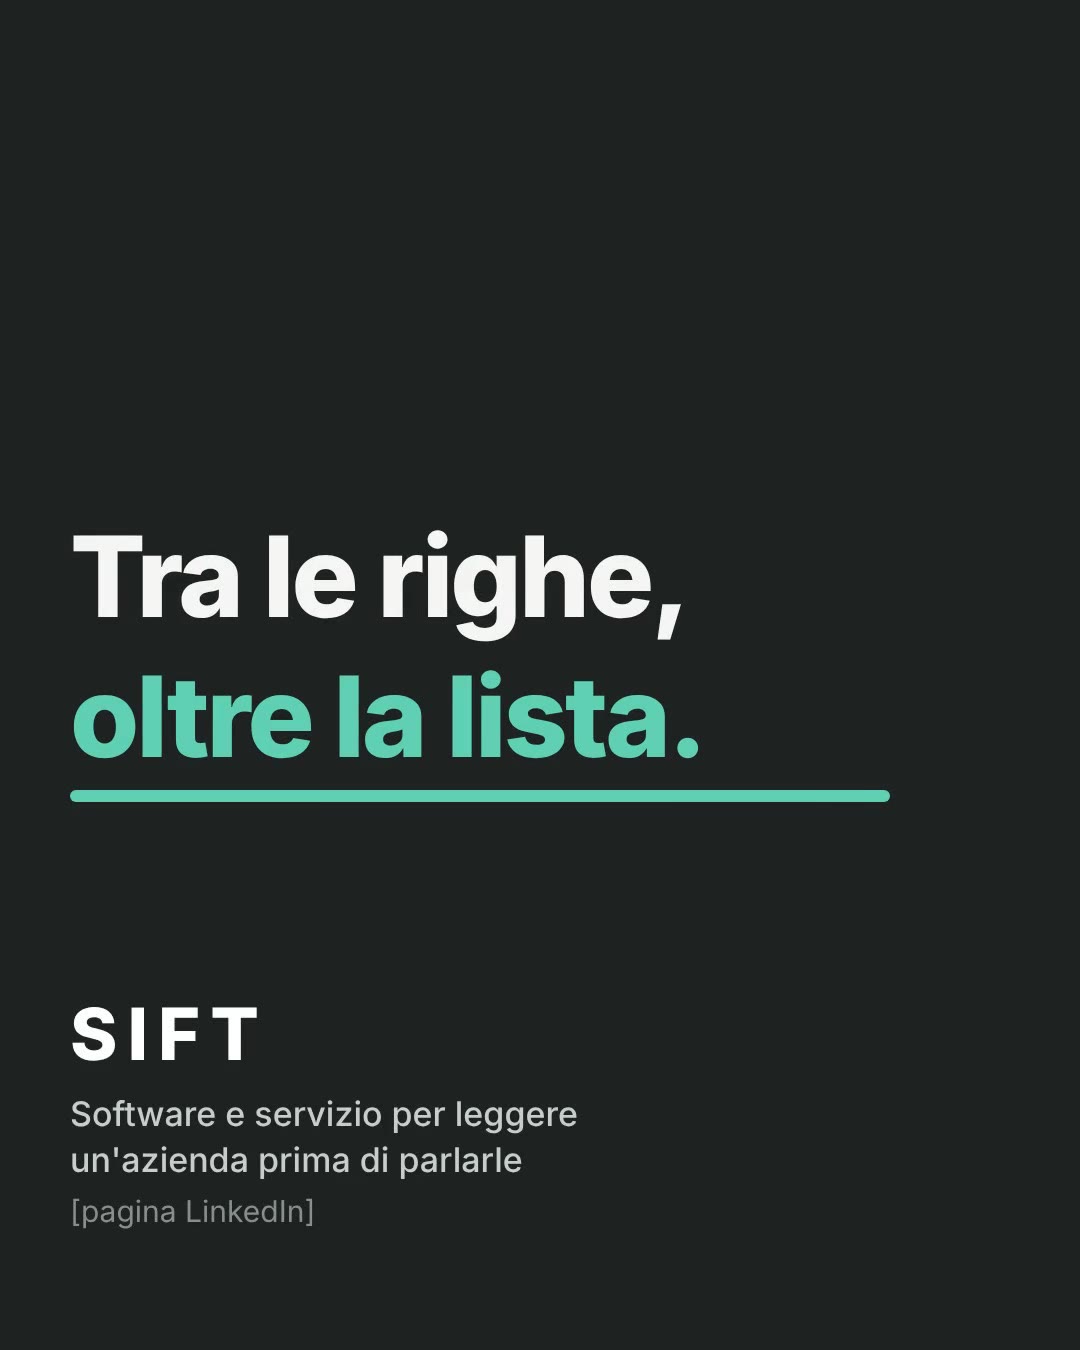 Tra le righe,
oltre la lista.
SIFT
Software e servizio per leggere
un'azienda prima di parlarle
[pagina LinkedIn]